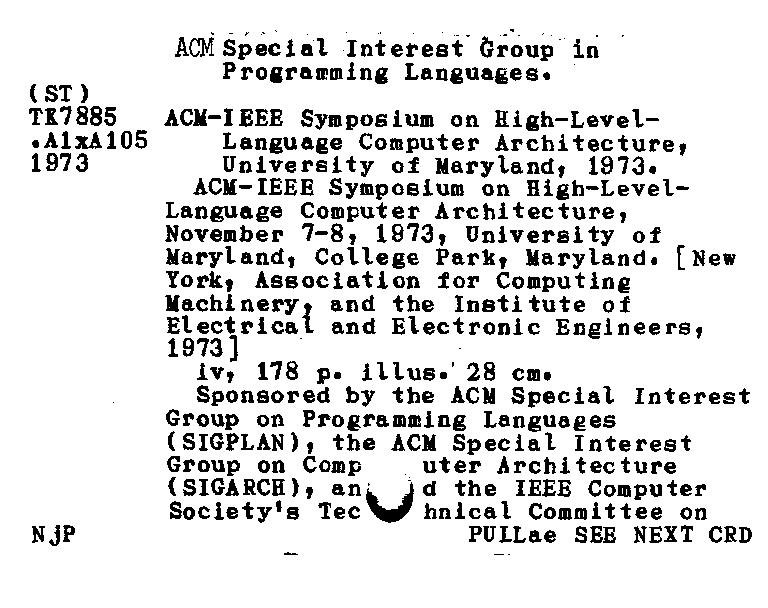 ACM Special Interest Group in
Programming Languages.
(ST)
TK7885 ACM-IEEE Symposium on High-Level-
.A1xA105 Language Computer Architecture,
1973 University of Maryland, 1973.
ACM-IEEE Symposium on High-Level-
Language Computer Architecture,
November 7-8, 1973, University of
Maryland, College Park, Maryland. [New
York, Association for Computing
Machinery, and the Institute of
Electrical and Electronic Engineers,
1973]
iv, 178 p. illus. 28 cm.
Sponsored by the ACM Special Interest
Group on Programming Languages
(SIGPLAN), the ACM Special Interest
Group on Comp uter Architecture
(SIGARCH), an d the IEEE Computer
Society's Tec hnical Committee on
NjP PULLae SEE NEXT CRD